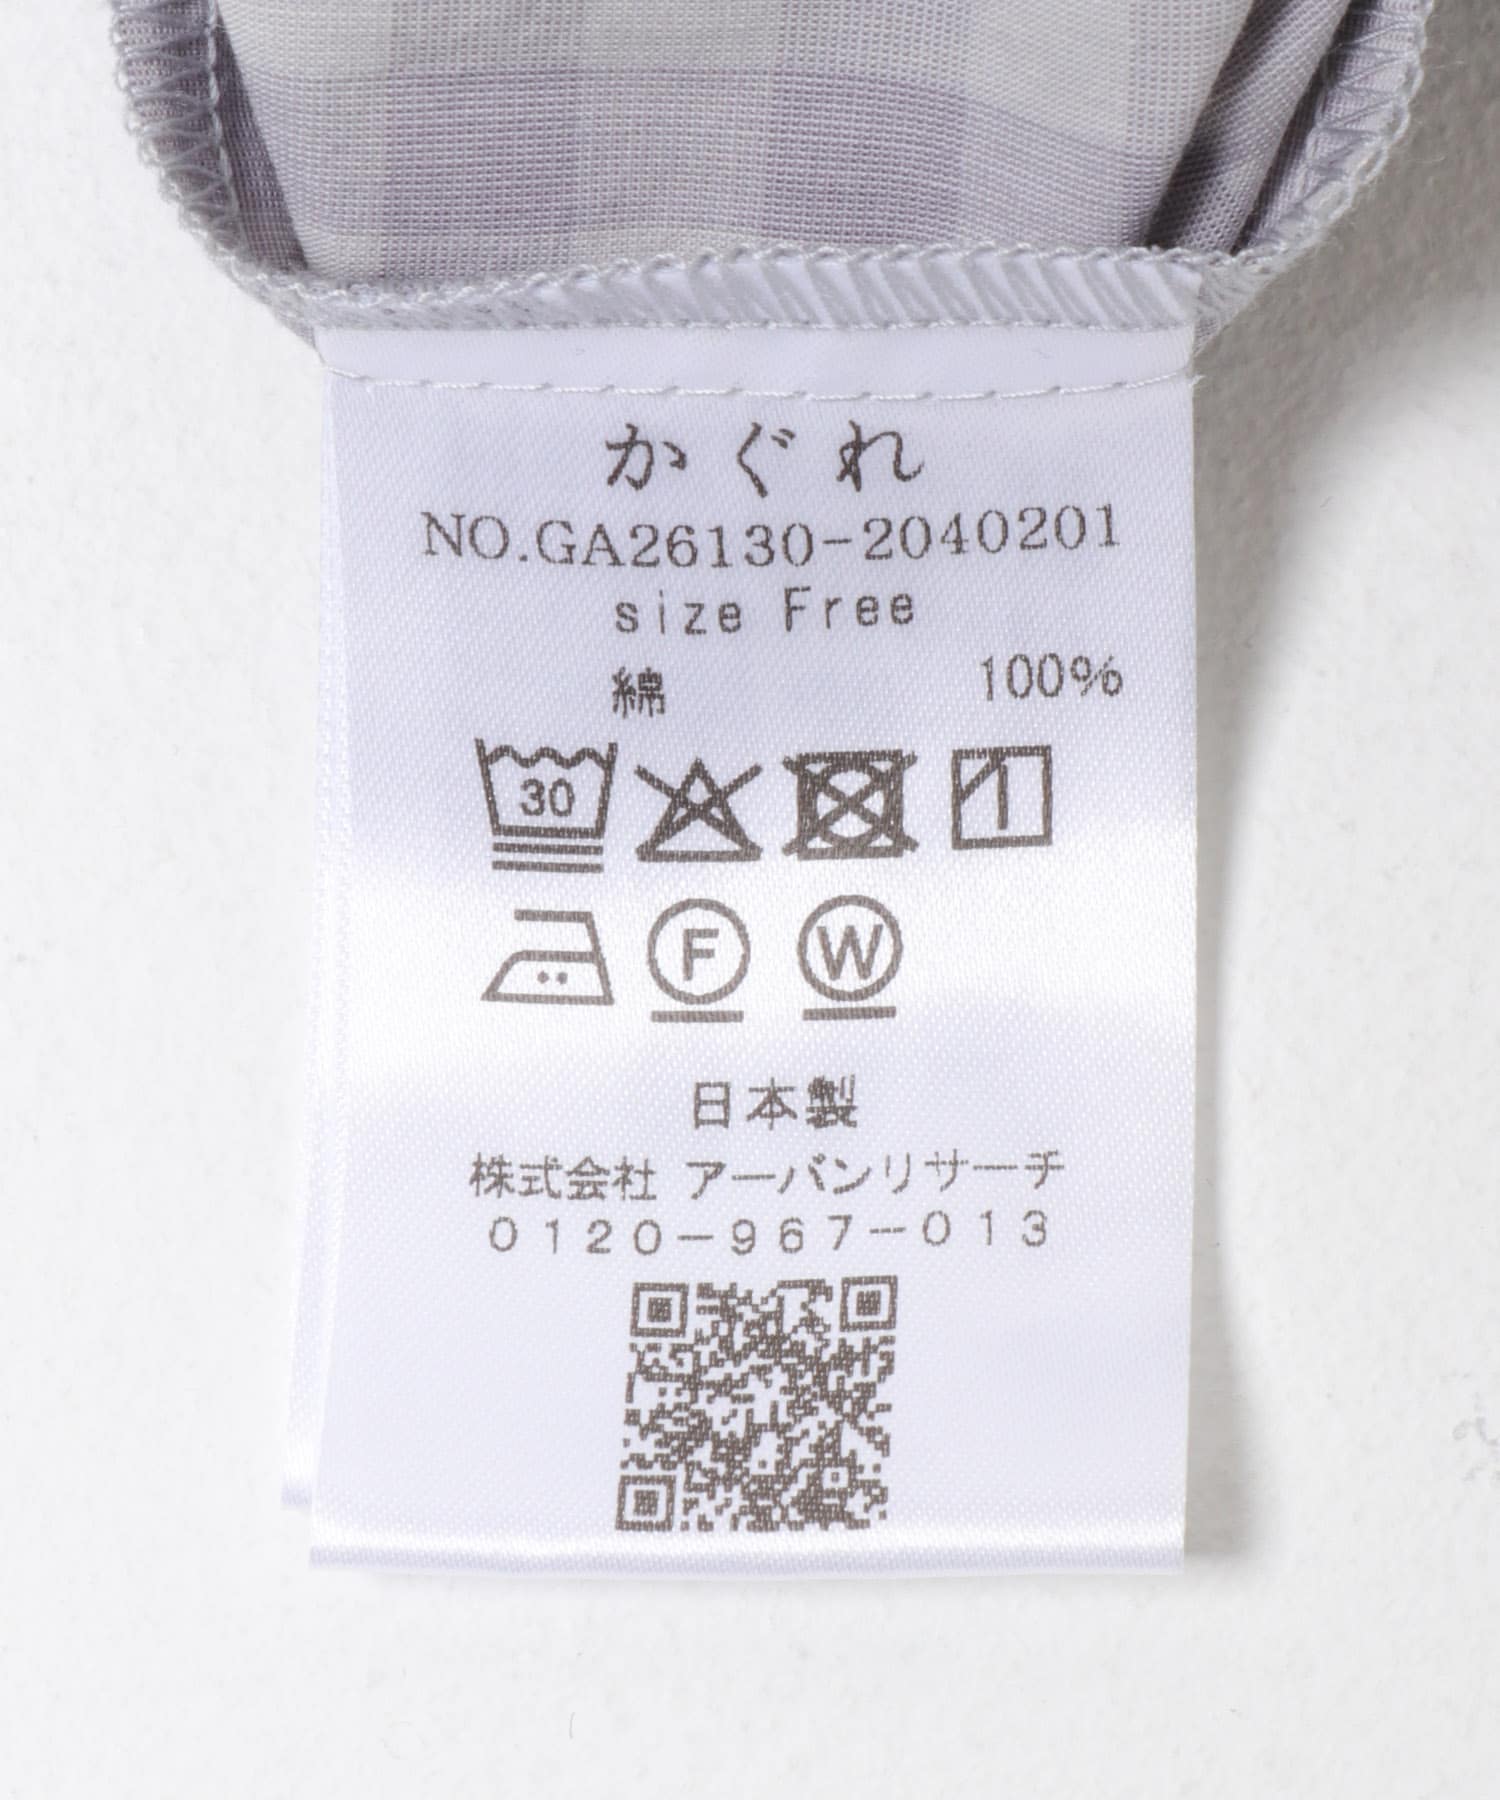 かぐれ
NO.GA26130-2040201
size Free
綿 100%
30
F W
日本製
株式会社 アーバンリサーチ
0120-967-013